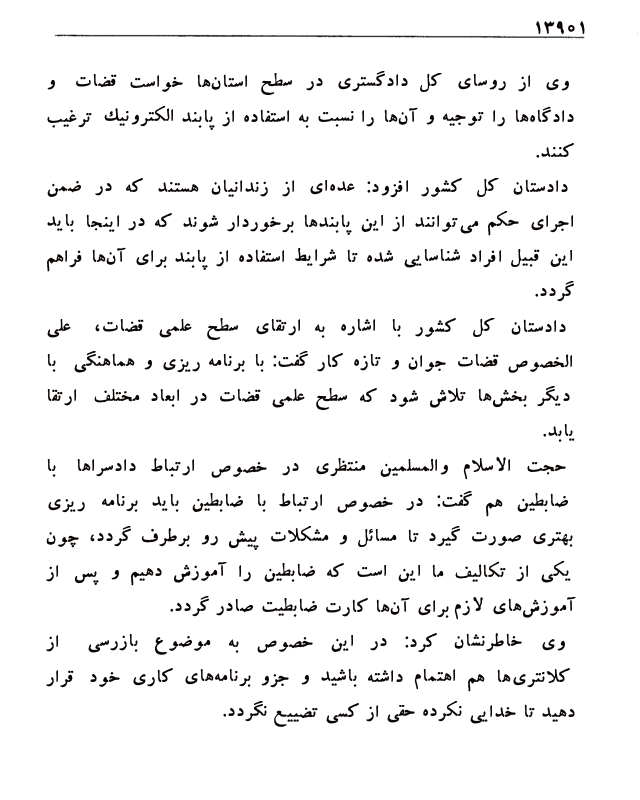 ۱۳۹۰۱
وی از روسای کل دادگستری در سطح استان‌ها خواست قضات و
دادگاه‌ها را توجیه و آن‌ها را نسبت به استفاده از پابند الکترونیك ترغیب
کنند.
دادستان کل کشور افزود: عده‌ای از زندانیان هستند که در ضمن
اجرای حکم می‌توانند از این پابندها برخوردار شوند که در اینجا باید
این قبیل افراد شناسایی شده تا شرایط استفاده از پابند برای آن‌ها فراهم
گردد.
دادستان کل کشور با اشاره به ارتقای سطح علمی قضات، علی
الخصوص قضات جوان و تازه کار گفت: با برنامه ریزی و هماهنگی با
دیگر بخش‌ها تلاش شود که سطح علمی قضات در ابعاد مختلف ارتقا
یابد.
حجت الاسلام والمسلمین منتظری در خصوص ارتباط دادسراها با
ضابطین هم گفت: در خصوص ارتباط با ضابطین باید برنامه ریزی
بهتری صورت گیرد تا مسائل و مشکلات پیش رو برطرف گردد، چون
یکی از تکالیف ما این است که ضابطین را آموزش دهیم و پس از
آموزش‌های لازم برای آن‌ها کارت ضابطیت صادر گردد.
وی خاطرنشان کرد: در این خصوص به موضوع بازرسی از
کلانتری‌ها هم اهتمام داشته باشید و جزو برنامه‌های کاری خود قرار
دهید تا خدایی نکرده حقی از کسی تضییع نگردد.